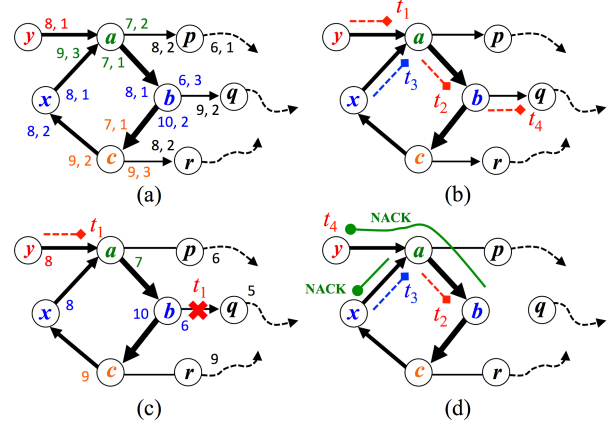 y 8, 1 a 7, 2 p
8, 2 6, 1
9, 3 7, 1
x 8, 1 8, 1 b 6, 3 q
9, 2
8, 2 7, 1 10, 2
9, 2 c 8, 2 r
9, 3
(a)
t1
y a p
x t3 t2 b q
t4
c r
(b)
t1
y a p
8 7 6
t1 5
x 8 10 b 6 q
9 c r 9
(c)
t4 NACK
y a p
NACK t3 t2
x b q
c r
(d)